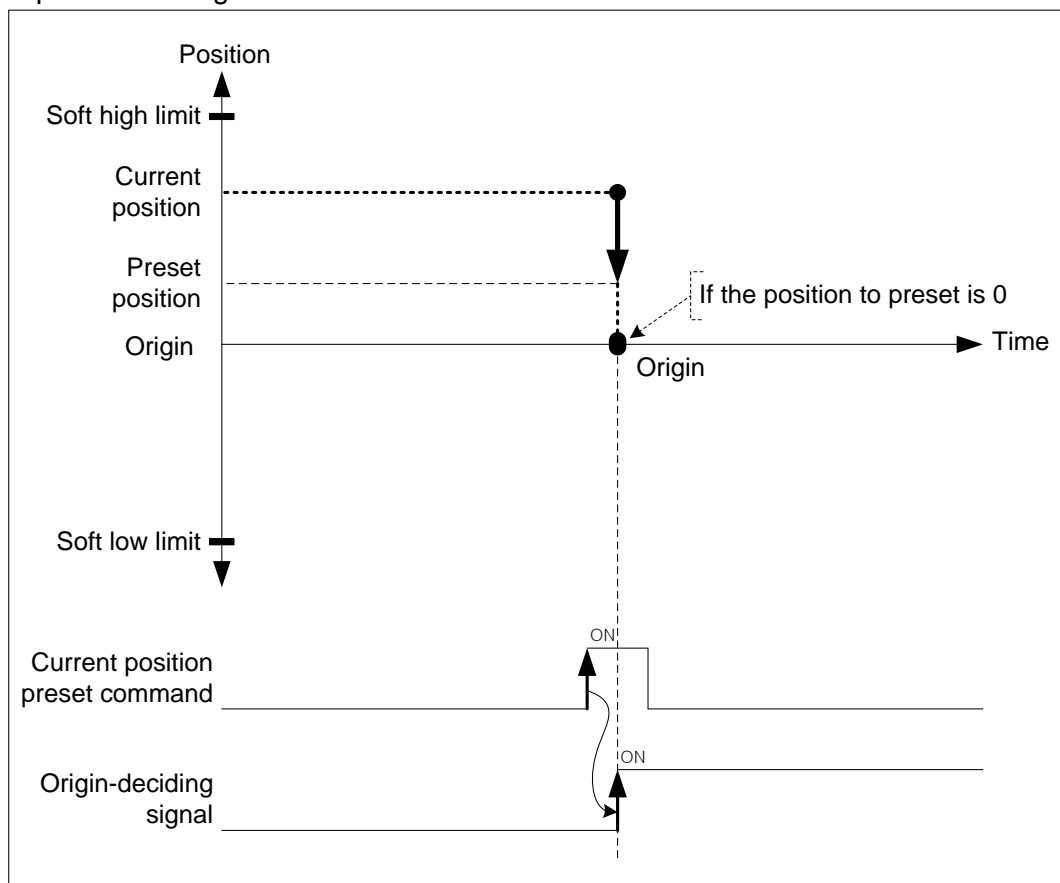 Position
Soft high limit
Current
position
Preset
position
If the position to preset is 0
Origin
Time
Origin
Soft low limit
ON
Current position
preset command
ON
Origin-deciding
signal